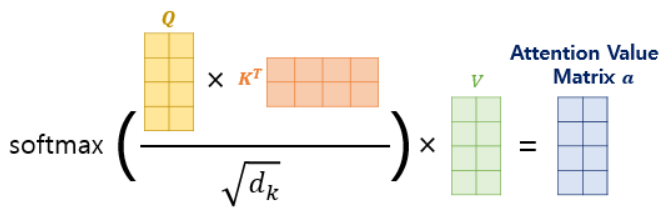 Q
× K^T
Attention Value
Matrix a
V
softmax ( ) × =
√d_k